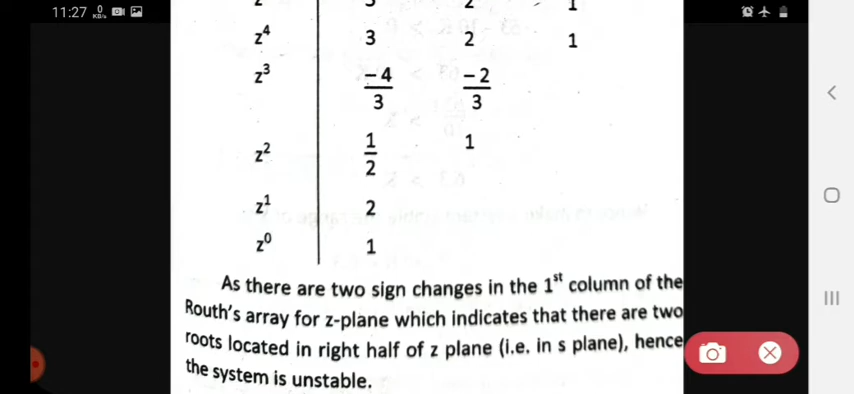 11:27 0 KB/s
z⁴ 3 2 1
z³ -4/3 -2/3
z² 1/2 1
z¹ 2
z⁰ 1
As there are two sign changes in the 1ˢᵗ column of the
Routh's array for z-plane which indicates that there are two
roots located in right half of z plane (i.e. in s plane), hence
the system is unstable.